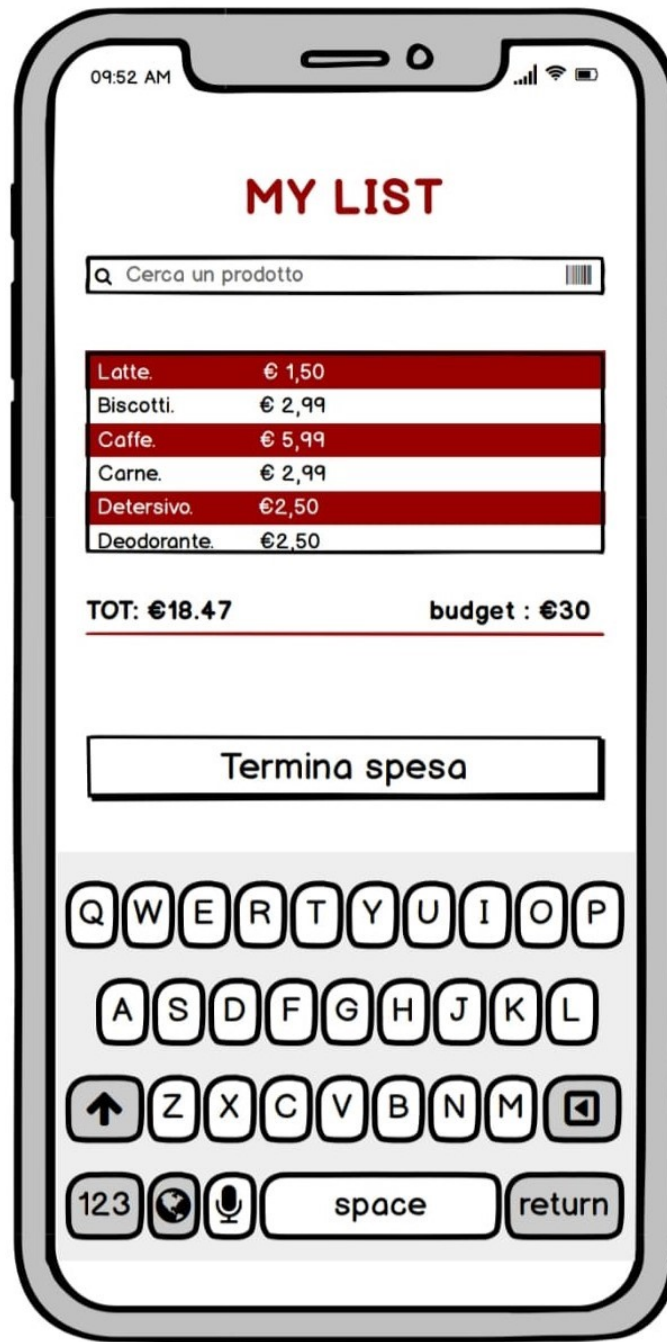 09:52 AM
MY LIST
Cerca un prodotto
Latte. € 1,50
Biscotti. € 2,99
Caffe. € 5,99
Carne. € 2,99
Detersivo. €2,50
Deodorante. €2,50
TOT: €18.47 budget : €30
Termina spesa
Q W E R T Y U I O P
A S D F G H J K L
Z X C V B N M
123 space return